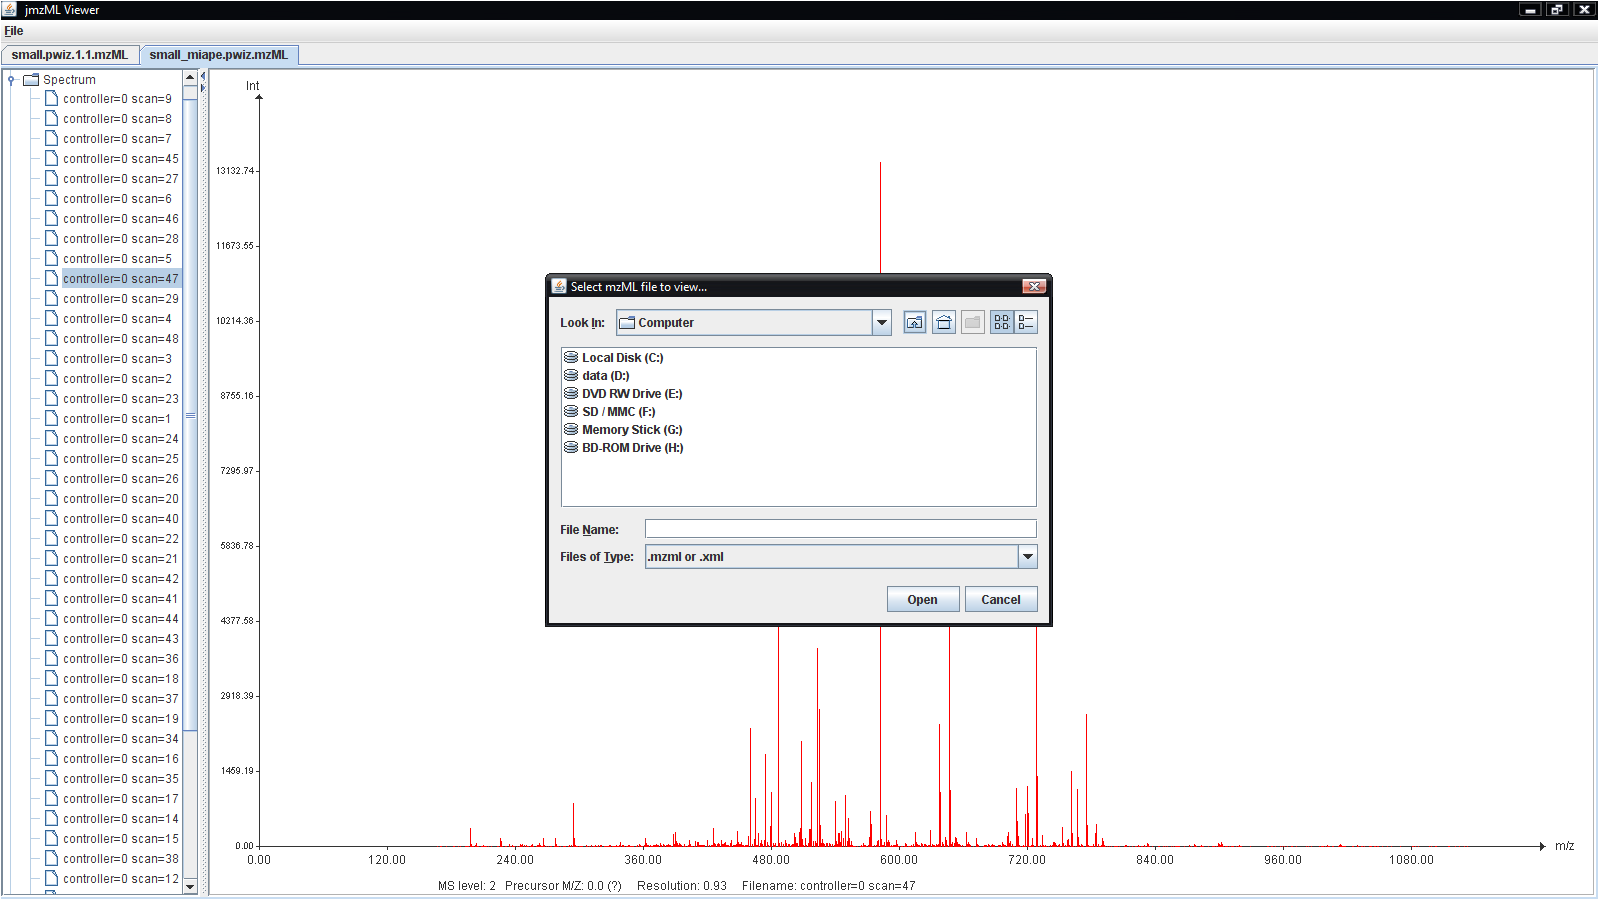 jmzML Viewer
File
small.pwiz.1.1.mzML
small_miape.pwiz.mzML
Spectrum
controller=0 scan=9
controller=0 scan=8
controller=0 scan=7
controller=0 scan=45
controller=0 scan=27
controller=0 scan=6
controller=0 scan=46
controller=0 scan=28
controller=0 scan=5
controller=0 scan=47
controller=0 scan=29
controller=0 scan=4
controller=0 scan=48
controller=0 scan=3
controller=0 scan=2
controller=0 scan=23
controller=0 scan=1
controller=0 scan=24
controller=0 scan=25
controller=0 scan=26
controller=0 scan=20
controller=0 scan=40
controller=0 scan=22
controller=0 scan=21
controller=0 scan=42
controller=0 scan=41
controller=0 scan=44
controller=0 scan=43
controller=0 scan=36
controller=0 scan=18
controller=0 scan=37
controller=0 scan=19
controller=0 scan=34
controller=0 scan=16
controller=0 scan=35
controller=0 scan=17
controller=0 scan=14
controller=0 scan=15
controller=0 scan=38
controller=0 scan=12
Int
13132.74
11673.55
10214.36
8755.16
7295.97
5836.78
4377.58
2918.39
1459.19
0.00
0.00 120.00 240.00 360.00 480.00 600.00 720.00 840.00 960.00 1080.00 m/z
MS level: 2 Precursor M/Z: 0.0 (?) Resolution: 0.93 Filename: controller=0 scan=47
Select mzML file to view...
Look In: Computer
Local Disk (C:)
data (D:)
DVD RW Drive (E:)
SD / MMC (F:)
Memory Stick (G:)
BD-ROM Drive (H:)
File Name:
Files of Type: .mzml or .xml
Open Cancel